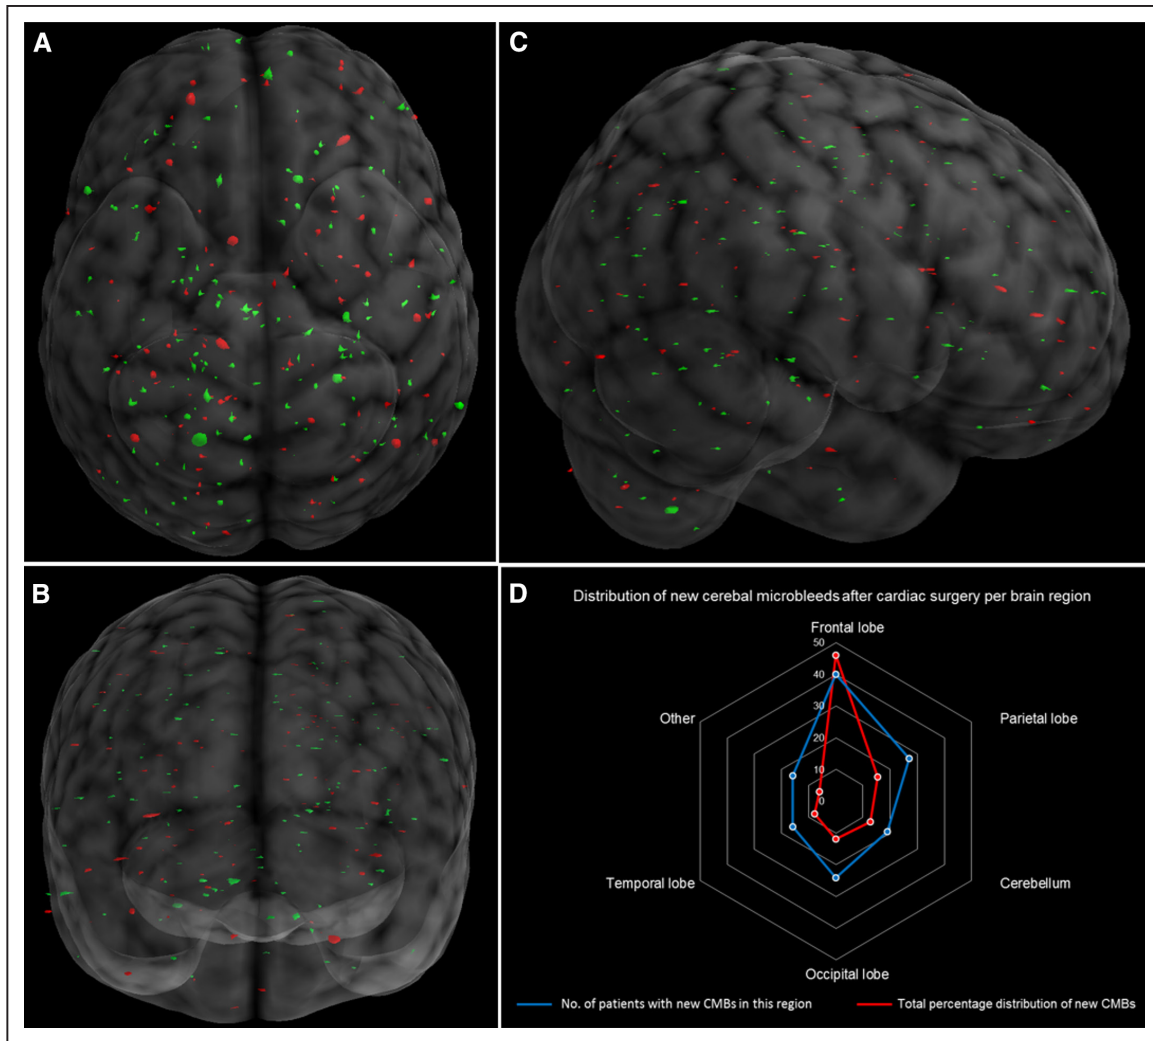 A
C
B
D
Distribution of new cerebal microbleeds after cardiac surgery per brain region
Frontal lobe
50
40
30
20
10
0
Other
Parietal lobe
Temporal lobe
Cerebellum
Occipital lobe
No. of patients with new CMBs in this region
Total percentage distribution of new CMBs